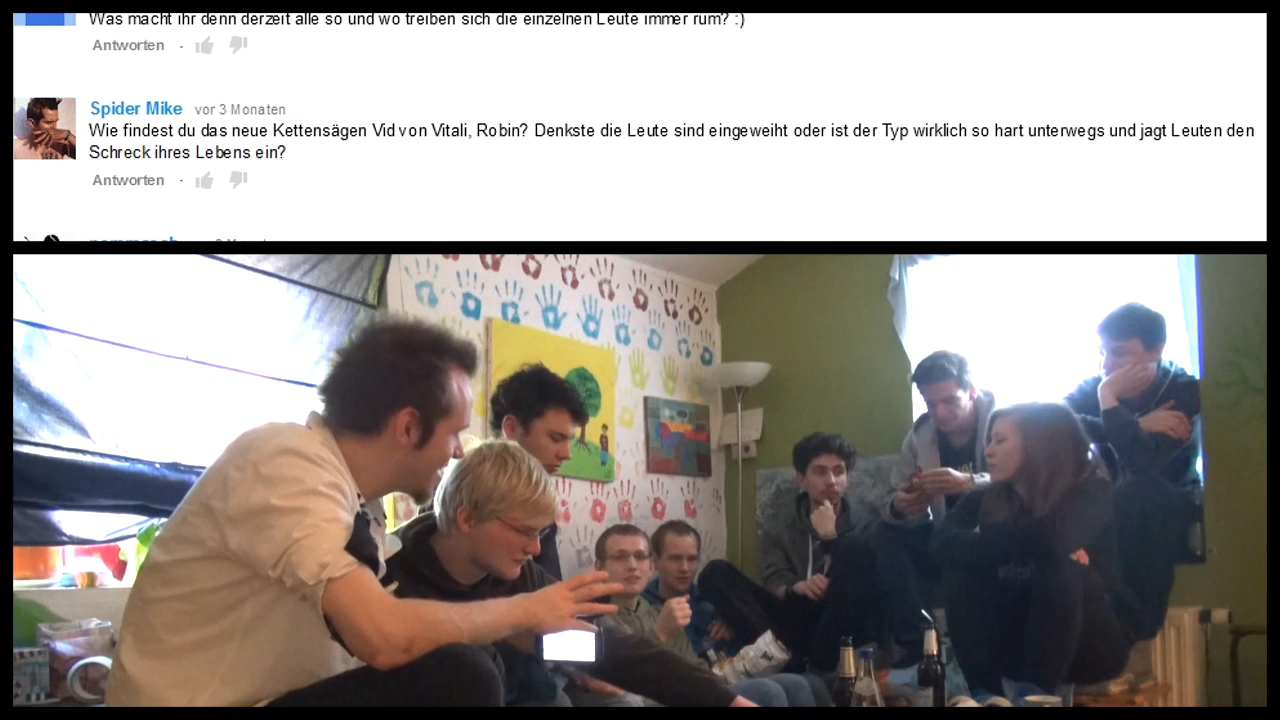 Was macht ihr denn derzeit alle so und wo treiben sich die einzelnen Leute immer rum? :)
Antworten ·
Spider Mike vor 3 Monaten
Wie findest du das neue Kettensägen Vid von Vitali, Robin? Denkste die Leute sind eingeweiht oder ist der Typ wirklich so hart unterwegs und jagt Leuten den
Schreck ihres Lebens ein?
Antworten ·